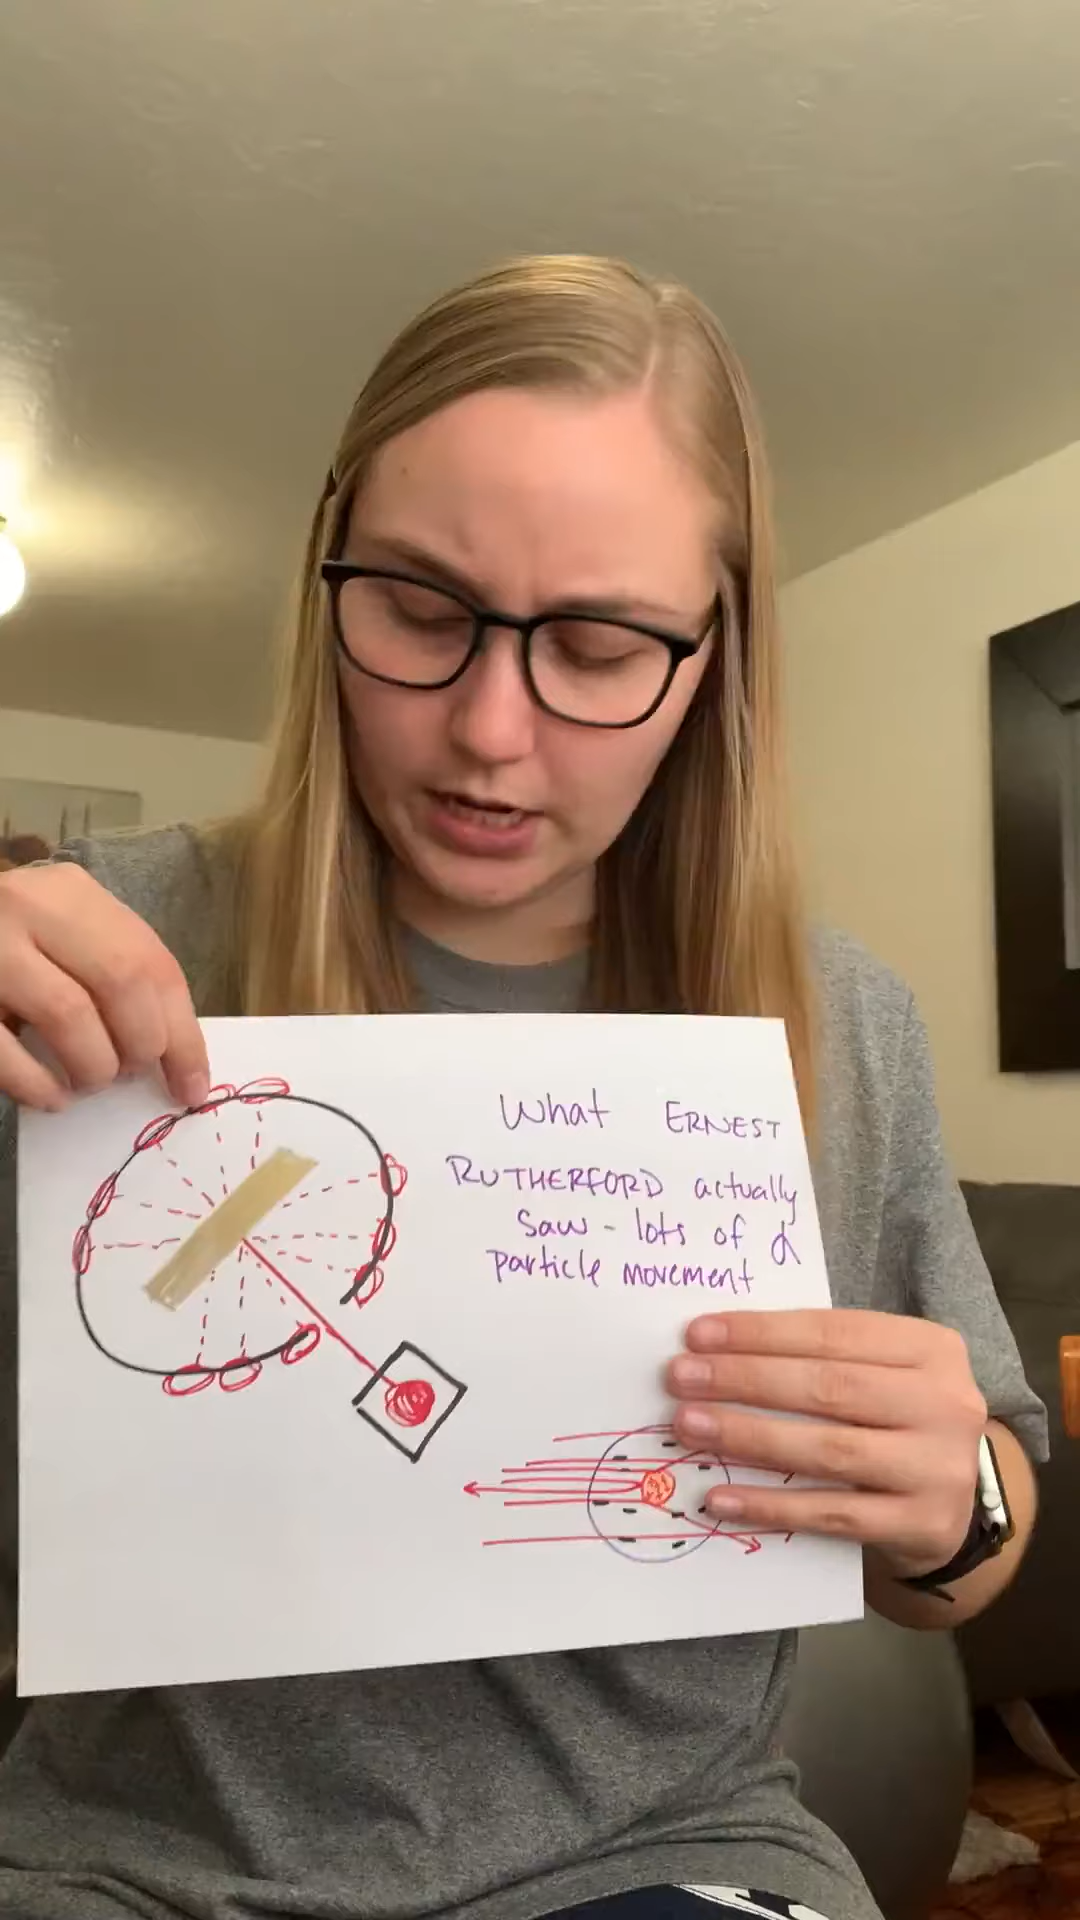 What ERNEST
RUTHERFORD actually
saw - lots of α
particle movement